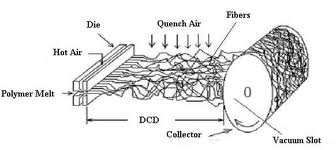 Die
Quench Air
Fibers
Hot Air
Polymer Melt
0
DCD
Collector
Vacuum Slot